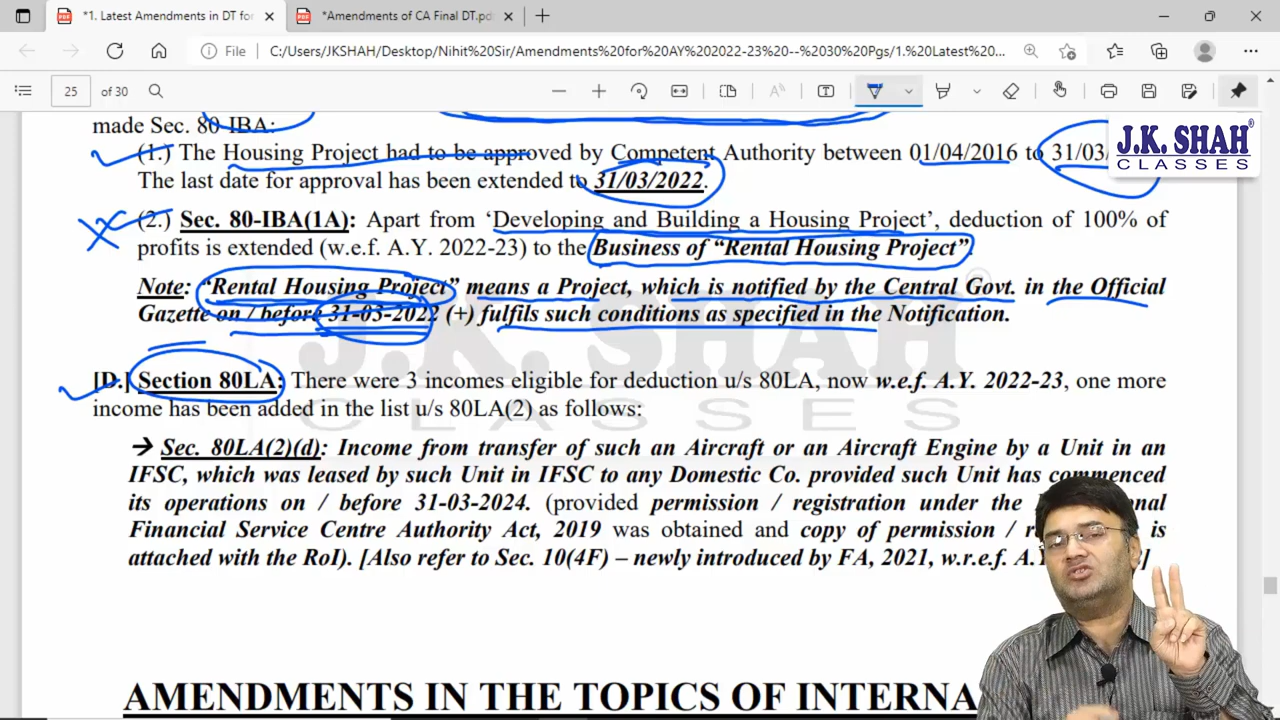 *1. Latest Amendments in DT for
*Amendments of CA Final DT.pd
File
C:/Users/JKSHAH/Desktop/Nihit%20Sir/Amendments%20for%20AY%202022-23%20--%2030%20Pgs/1.%20Latest%20...
25 of 30
J.K. SHAH®
CLASSES
made Sec. 80-IBA:
(1.) The Housing Project had to be approved by Competent Authority between 01/04/2016 to 31/03/
The last date for approval has been extended to 31/03/2022.
(2.) Sec. 80-IBA(1A): Apart from ‘Developing and Building a Housing Project’, deduction of 100% of
profits is extended (w.e.f. A.Y. 2022-23) to the Business of “Rental Housing Project”.
Note: “Rental Housing Project” means a Project, which is notified by the Central Govt. in the Official
Gazette on / before 31-03-2022 (+) fulfils such conditions as specified in the Notification.
J.K. SHAH
CLASSES
[D.] Section 80LA: There were 3 incomes eligible for deduction u/s 80LA, now w.e.f. A.Y. 2022-23, one more
income has been added in the list u/s 80LA(2) as follows:
→ Sec. 80LA(2)(d): Income from transfer of such an Aircraft or an Aircraft Engine by a Unit in an
IFSC, which was leased by such Unit in IFSC to any Domestic Co. provided such Unit has commenced
its operations on / before 31-03-2024. (provided permission / registration under the
Financial Service Centre Authority Act, 2019 was obtained and copy of permission / is
attached with the RoI). [Also refer to Sec. 10(4F) – newly introduced by FA, 2021, w.r.e.f. A.Y ]
AMENDMENTS IN THE TOPICS OF INTERNA